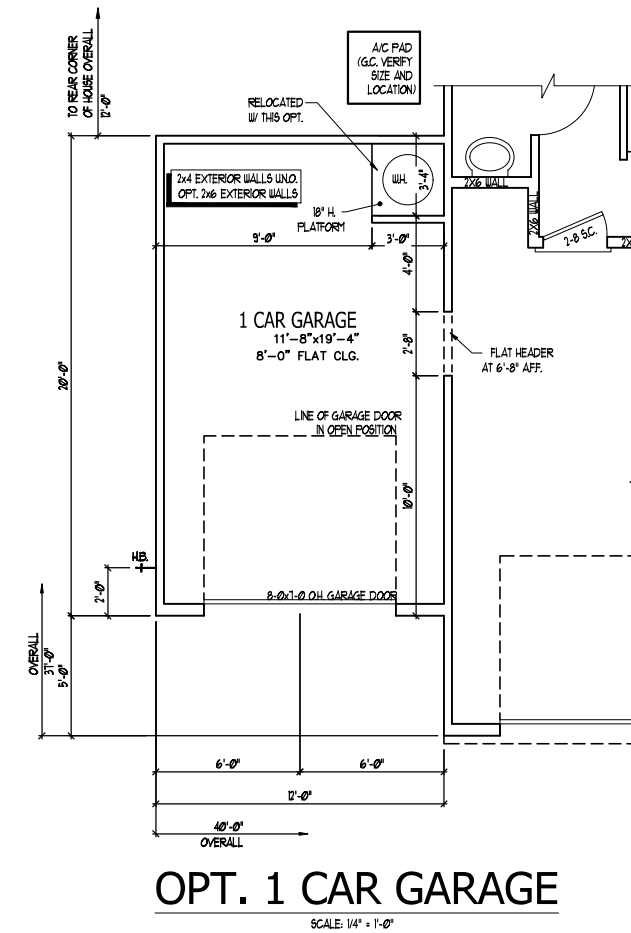 TO REAR CORNER
OF HOUSE OVERALL
12'-0"
A/C PAD
(G.C. VERIFY
SIZE AND
LOCATION)
RELOCATED
W/ THIS OPT.
2x4 EXTERIOR WALLS U.N.O.
OPT. 2x6 EXTERIOR WALLS
W.H.
3'-4"
18" H.
PLATFORM
2X6 WALL
2X6 WALL
2-8 S.C.
2X
9'-0"
3'-0"
4'-0"
1 CAR GARAGE
11'-8"x19'-4"
8'-0" FLAT CLG.
2'-8"
FLAT HEADER
AT 6'-8" AFF.
20'-0"
LINE OF GARAGE DOOR
IN OPEN POSITION
10'-0"
H.B.
2'-0"
8-0x7-0 O.H. GARAGE DOOR
OVERALL
37'-0"
5'-0"
6'-0"
6'-0"
12'-0"
40'-0"
OVERALL
OPT. 1 CAR GARAGE
SCALE: 1/4" = 1'-0"